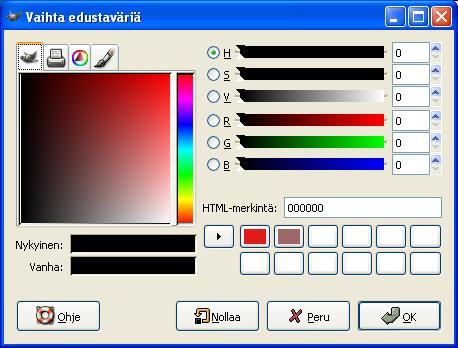 Vaihta edustaväriä
H 0
S 0
V 0
R 0
G 0
B 0
HTML-merkintä: 000000
Nykyinen:
Vanha:
Ohje Nollaa Peru OK